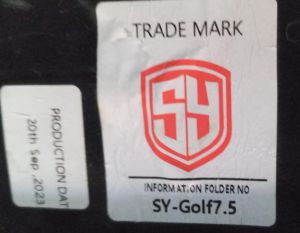 TRADE MARK
SY
INFORMATION FOLDER NO
SY-Golf7.5
PRODUCTION DAT
20th Sep ,2023